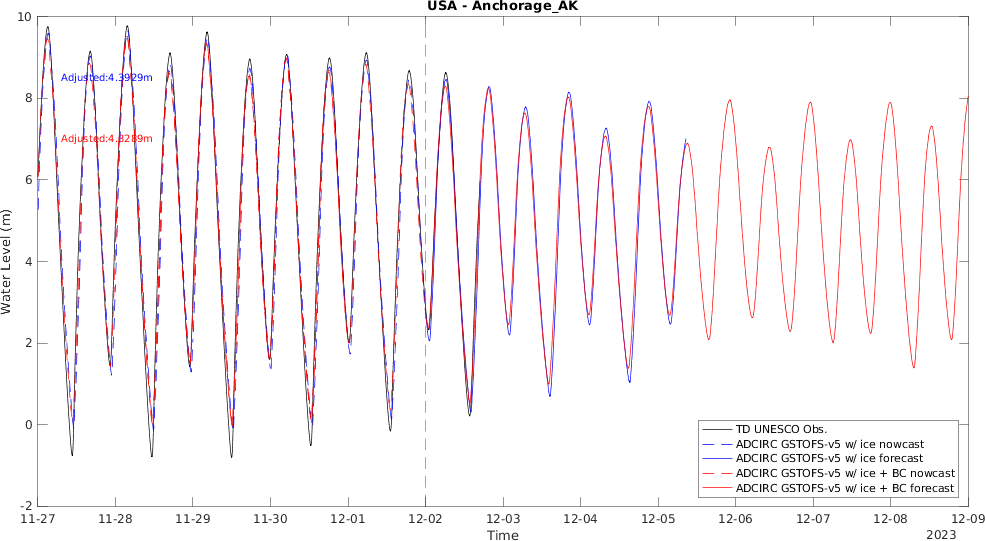 USA - Anchorage_AK
10
8
6
4
2
0
-2
Water Level (m)
Adjusted:4.3929m
Adjusted:4.3289m
TD UNESCO Obs.
ADCIRC GSTOFS-v5 w/ ice nowcast
ADCIRC GSTOFS-v5 w/ ice forecast
ADCIRC GSTOFS-v5 w/ ice + BC nowcast
ADCIRC GSTOFS-v5 w/ ice + BC forecast
11-27 11-28 11-29 11-30 12-01 12-02 12-03 12-04 12-05 12-06 12-07 12-08 12-09
Time
2023